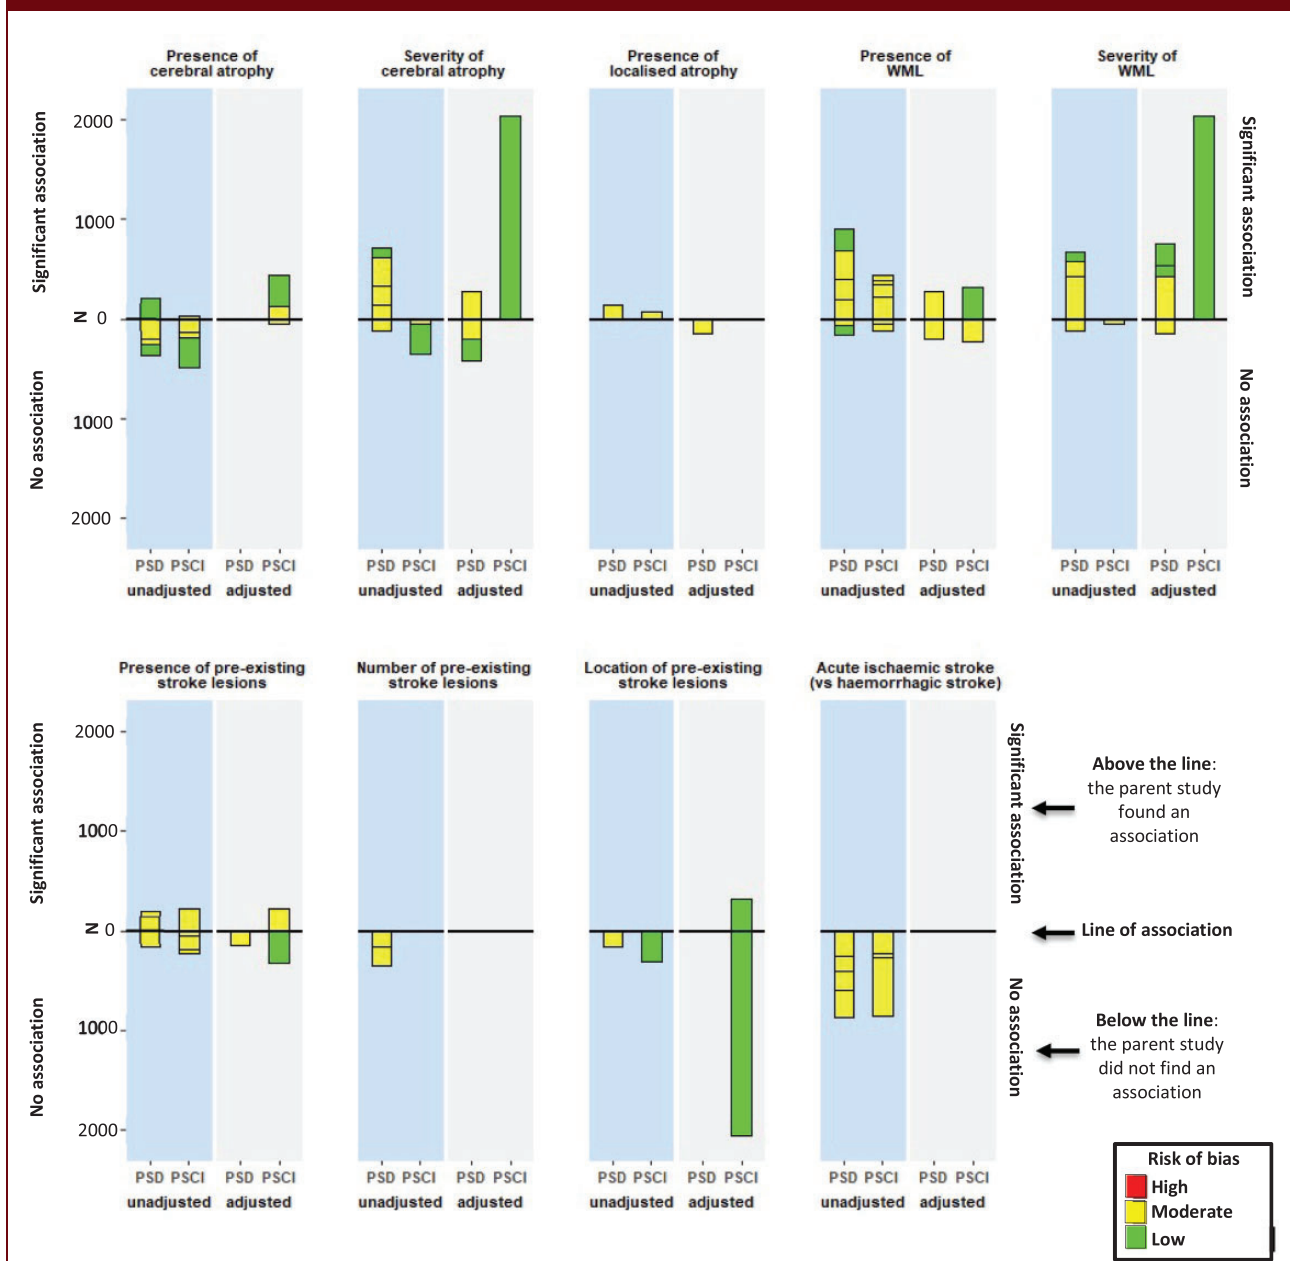 Presence of
cerebral atrophy
Severity of
cerebral atrophy
Presence of
localised atrophy
Presence of
WML
Severity of
WML
Significant association
No association
2000
1000
N 0
1000
2000
Significant association
No association
PSD PSCI PSD PSCI
unadjusted adjusted
PSD PSCI PSD PSCI
unadjusted adjusted
PSD PSCI PSD PSCI
unadjusted adjusted
PSD PSCI PSD PSCI
unadjusted adjusted
PSD PSCI PSD PSCI
unadjusted adjusted
Presence of pre-existing
stroke lesions
Number of pre-existing
stroke lesions
Location of pre-existing
stroke lesions
Acute ischaemic stroke
(vs haemorrhagic stroke)
Significant association
No association
2000
1000
N 0
1000
2000
Significant association
No association
Above the line:
the parent study
found an
association
Line of association
Below the line:
the parent study
did not find an
association
PSD PSCI PSD PSCI
unadjusted adjusted
PSD PSCI PSD PSCI
unadjusted adjusted
PSD PSCI PSD PSCI
unadjusted adjusted
PSD PSCI PSD PSCI
unadjusted adjusted
Risk of bias
High
Moderate
Low